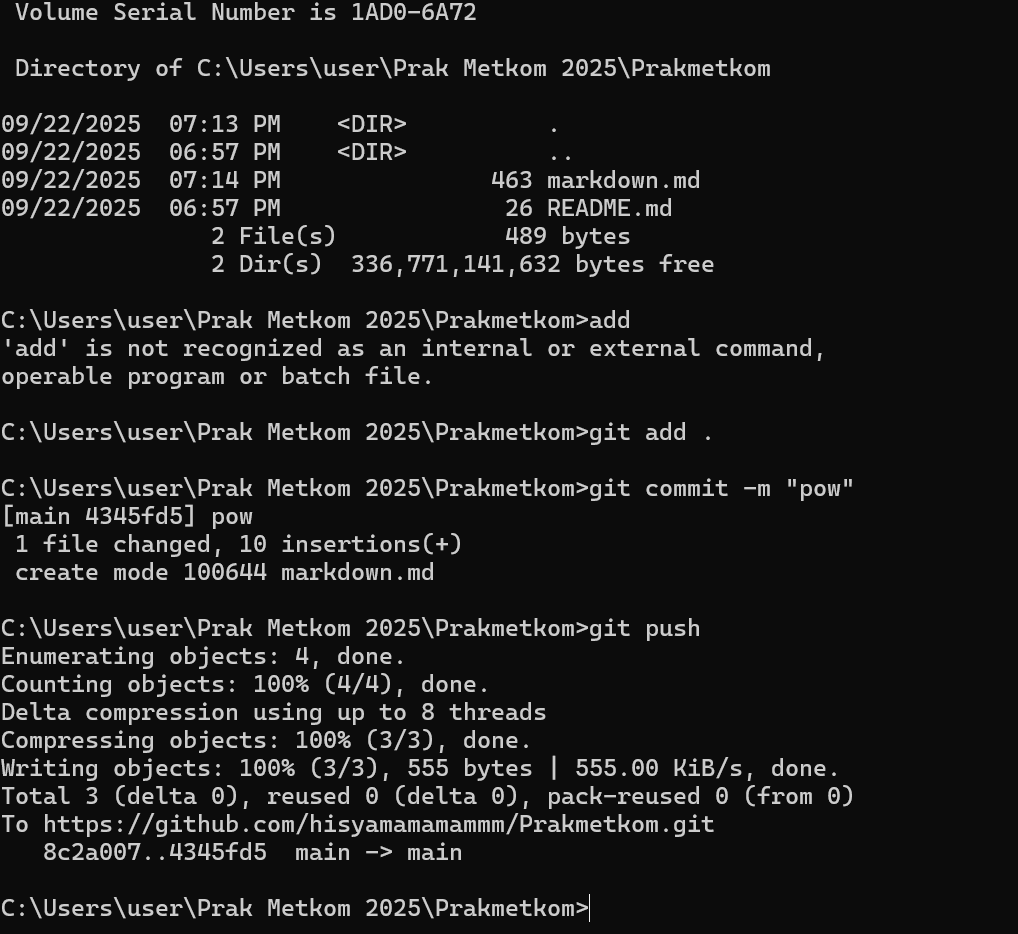 Volume Serial Number is 1AD0-6A72
Directory of C:\Users\user\Prak Metkom 2025\Prakmetkom
09/22/2025  07:13 PM    <DIR>          .
09/22/2025  06:57 PM    <DIR>          ..
09/22/2025  07:14 PM               463 markdown.md
09/22/2025  06:57 PM                26 README.md
               2 File(s)            489 bytes
               2 Dir(s)  336,771,141,632 bytes free
C:\Users\user\Prak Metkom 2025\Prakmetkom>add
'add' is not recognized as an internal or external command,
operable program or batch file.
C:\Users\user\Prak Metkom 2025\Prakmetkom>git add .
C:\Users\user\Prak Metkom 2025\Prakmetkom>git commit -m "pow"
[main 4345fd5] pow
 1 file changed, 10 insertions(+)
 create mode 100644 markdown.md
C:\Users\user\Prak Metkom 2025\Prakmetkom>git push
Enumerating objects: 4, done.
Counting objects: 100% (4/4), done.
Delta compression using up to 8 threads
Compressing objects: 100% (3/3), done.
Writing objects: 100% (3/3), 555 bytes | 555.00 KiB/s, done.
Total 3 (delta 0), reused 0 (delta 0), pack-reused 0 (from 0)
To https://github.com/hisyamamamammm/Prakmetkom.git
   8c2a007..4345fd5  main -> main
C:\Users\user\Prak Metkom 2025\Prakmetkom>